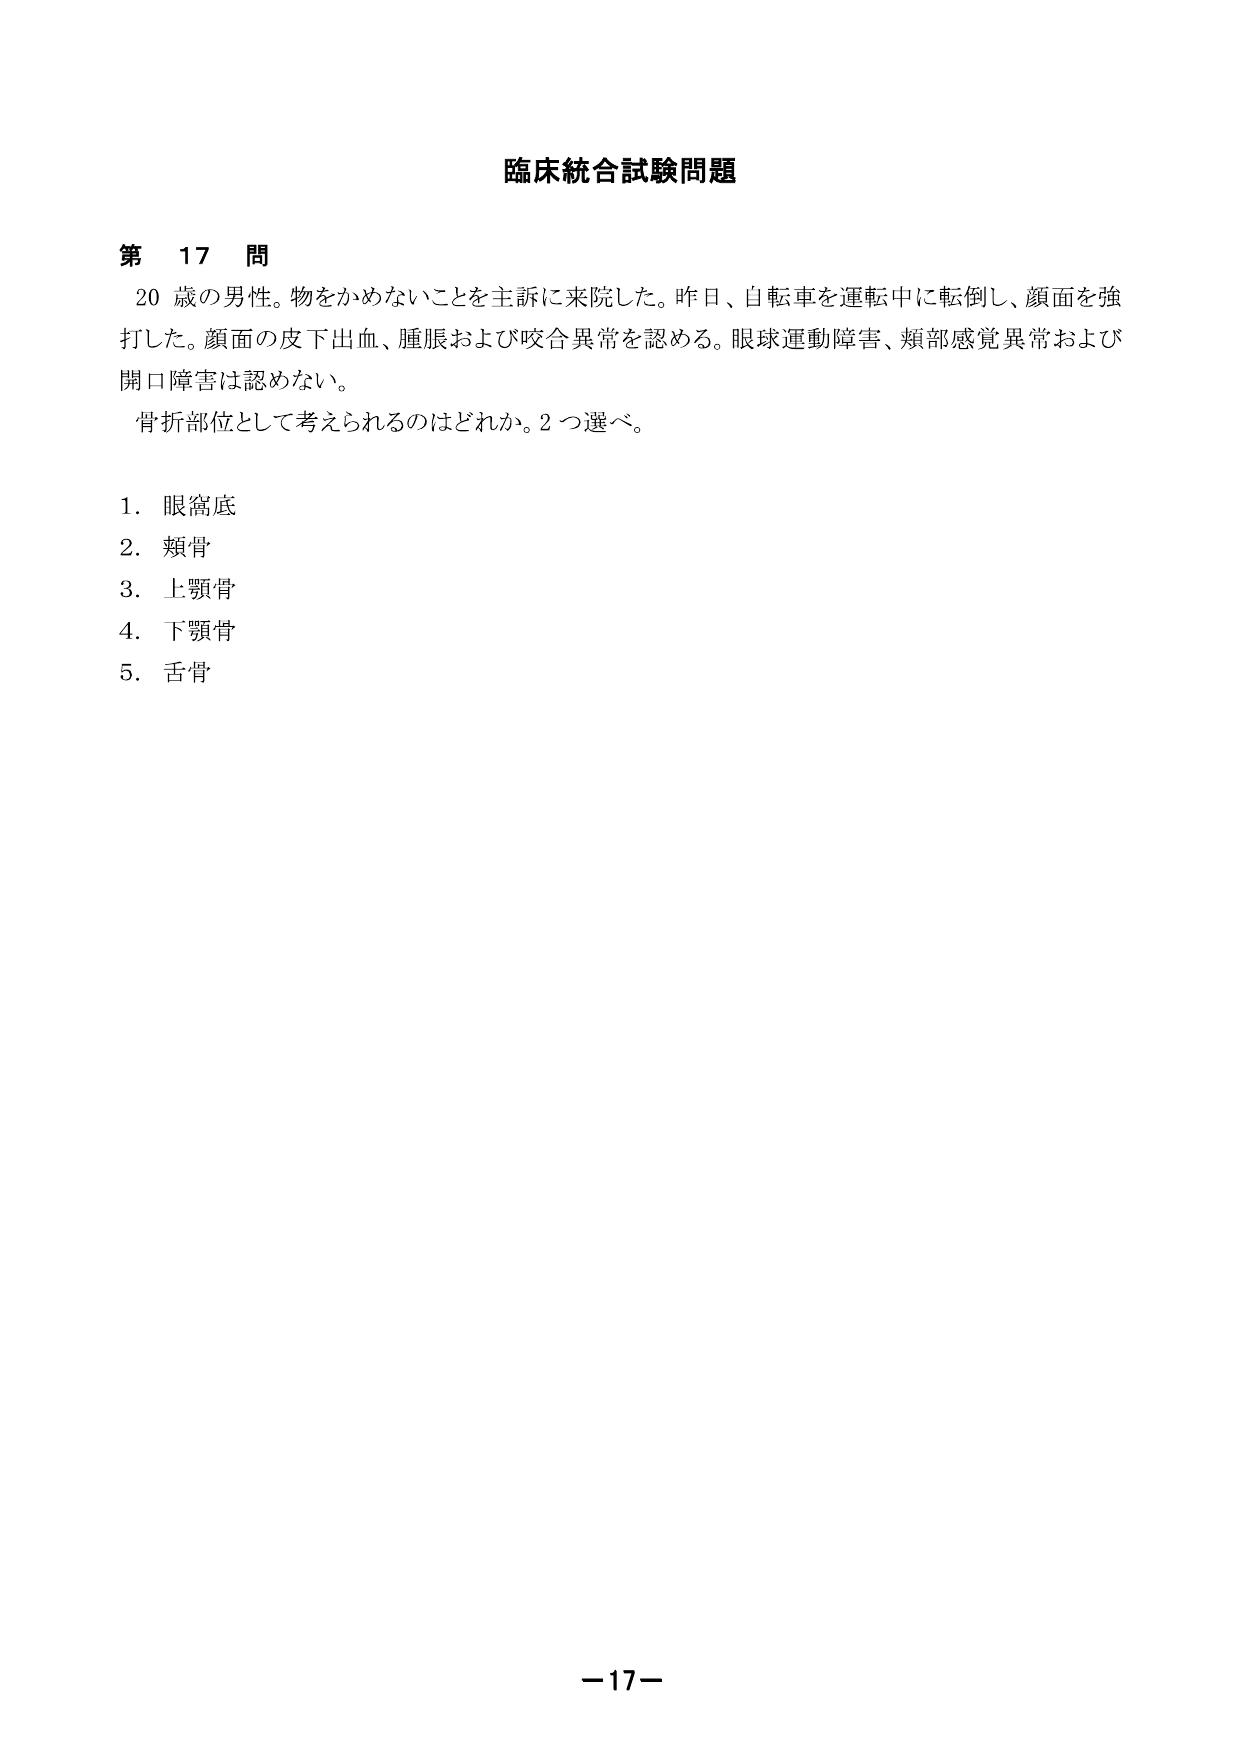 臨床統合試験問題
第 17 問
20 歳の男性。物をかめないことを主訴に来院した。昨日、自転車を運転中に転倒し、顔面を強
打した。顔面の皮下出血、腫脹および咬合異常を認める。眼球運動障害、頬部感覚異常および
開口障害は認めない。
骨折部位として考えられるのはどれか。2 つ選べ。
1. 眼窩底
2. 頬骨
3. 上顎骨
4. 下顎骨
5. 舌骨
－17－